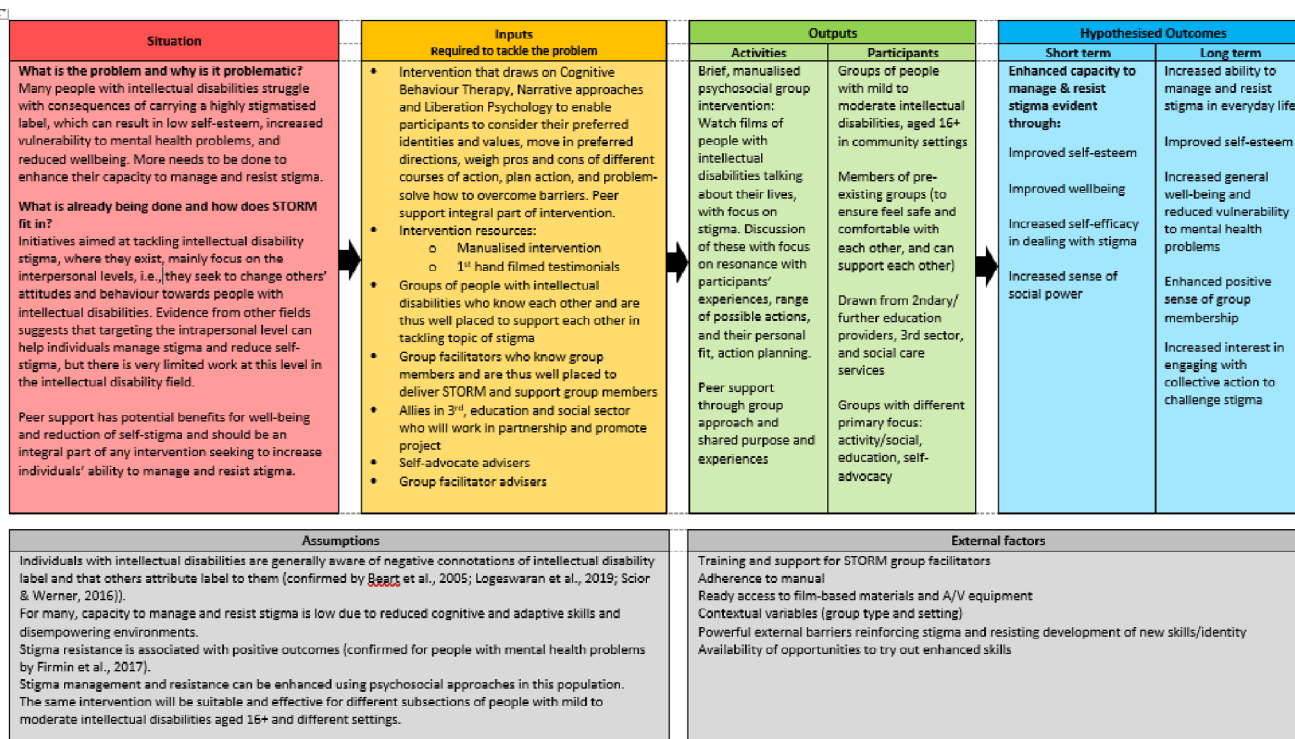 Situation
What is the problem and why is it problematic?
Many people with intellectual disabilities struggle
with consequences of carrying a highly stigmatised
label, which can result in low self-esteem, increased
vulnerability to mental health problems, and
reduced wellbeing. More needs to be done to
enhance their capacity to manage and resist stigma.
What is already being done and how does STORM
fit in?
Initiatives aimed at tackling intellectual disability
stigma, where they exist, mainly focus on the
interpersonal levels, i.e., they seek to change others'
attitudes and behaviour towards people with
intellectual disabilities. Evidence from other fields
suggests that targeting the intrapersonal level can
help individuals manage stigma and reduce self-
stigma, but there is very limited work at this level in
the intellectual disability field.
Peer support has potential benefits for well-being
and reduction of self-stigma and should be an
integral part of any intervention seeking to increase
individuals' ability to manage and resist stigma.
Inputs
Required to tackle the problem
• Intervention that draws on Cognitive
Behaviour Therapy, Narrative approaches
and Liberation Psychology to enable
participants to consider their preferred
identities and values, move in preferred
directions, weigh pros and cons of different
courses of action, plan action, and problem-
solve how to overcome barriers. Peer
support integral part of intervention.
• Intervention resources:
o Manualised intervention
o 1st hand filmed testimonials
• Groups of people with intellectual
disabilities who know each other and are
thus well placed to support each other in
tackling topic of stigma
• Group facilitators who know group
members and are thus well placed to
deliver STORM and support group members
• Allies in 3rd, education and social sector
who will work in partnership and promote
project
• Self-advocate advisers
• Group facilitator advisers
Outputs
Activities
Brief, manualised
psychosocial group
intervention:
Watch films of
people with
intellectual
disabilities talking
about their lives,
with focus on
stigma. Discussion
of these with focus
on resonance with
participants'
experiences, range
of possible actions,
and their personal
fit, action planning.
Peer support
through group
approach and
shared purpose and
experiences
Participants
Groups of people
with mild to
moderate intellectual
disabilities, aged 16+
in community settings
Members of pre-
existing groups (to
ensure feel safe and
comfortable with
each other, and can
support each other)
Drawn from 2ndary/
further education
providers, 3rd sector,
and social care
services
Groups with different
primary focus:
activity/social,
education, self-
advocacy
Hypothesised Outcomes
Short term
Enhanced capacity to
manage & resist
stigma evident
through:
Improved self-esteem
Improved wellbeing
Increased self-efficacy
in dealing with stigma
Increased sense of
social power
Long term
Increased ability to
manage and resist
stigma in everyday life
Improved self-esteem
Increased general
well-being and
reduced vulnerability
to mental health
problems
Enhanced positive
sense of group
membership
Increased interest in
engaging with
collective action to
challenge stigma
Assumptions
Individuals with intellectual disabilities are generally aware of negative connotations of intellectual disability
label and that others attribute label to them (confirmed by Beart et al., 2005; Logeswaran et al., 2019; Scior
& Werner, 2016)).
For many, capacity to manage and resist stigma is low due to reduced cognitive and adaptive skills and
disempowering environments.
Stigma resistance is associated with positive outcomes (confirmed for people with mental health problems
by Firmin et al., 2017).
Stigma management and resistance can be enhanced using psychosocial approaches in this population.
The same intervention will be suitable and effective for different subsections of people with mild to
moderate intellectual disabilities aged 16+ and different settings.
External factors
Training and support for STORM group facilitators
Adherence to manual
Ready access to film-based materials and A/V equipment
Contextual variables (group type and setting)
Powerful external barriers reinforcing stigma and resisting development of new skills/identity
Availability of opportunities to try out enhanced skills